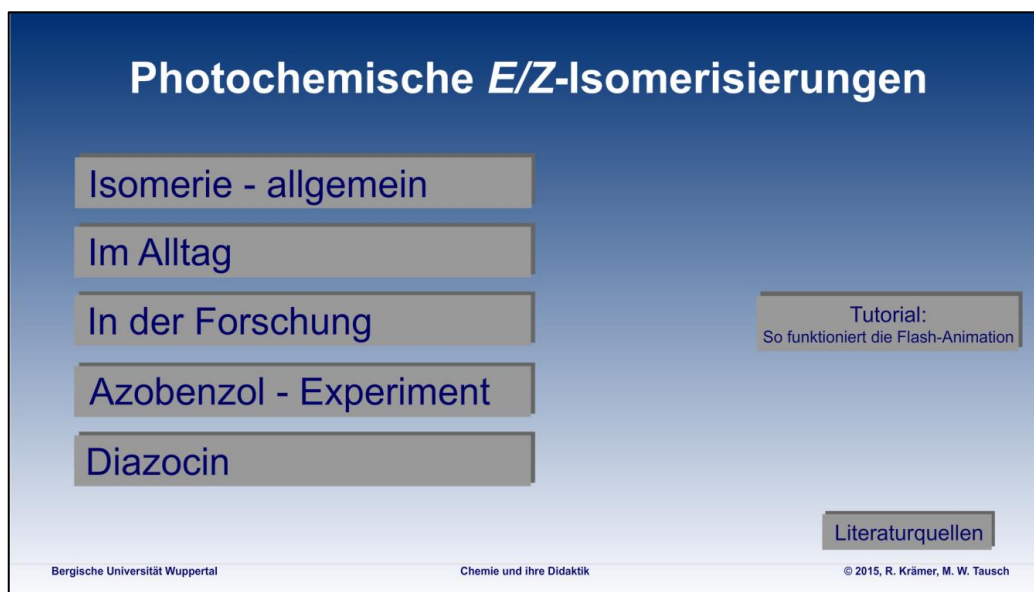 Photochemische E/Z-Isomerisierungen
Isomerie - allgemein
Im Alltag
In der Forschung
Azobenzol - Experiment
Diazocin
Tutorial:
So funktioniert die Flash-Animation
Literaturquellen
Bergische Universität Wuppertal
Chemie und ihre Didaktik
© 2015, R. Krämer, M. W. Tausch